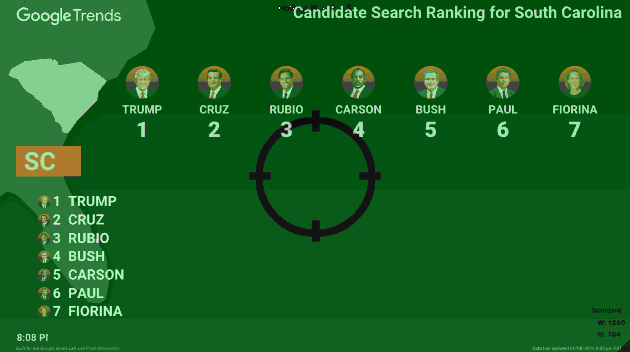 Google Trends
Candidate Search Ranking for South Carolina
TRUMP CRUZ RUBIO CARSON BUSH PAUL FIORINA
1 2 3 4 5 6 7
SC
1 TRUMP
2 CRUZ
3 RUBIO
4 BUSH
5 CARSON
6 PAUL
7 FIORINA
Standard
W: 1280
H: 704
8:08 P